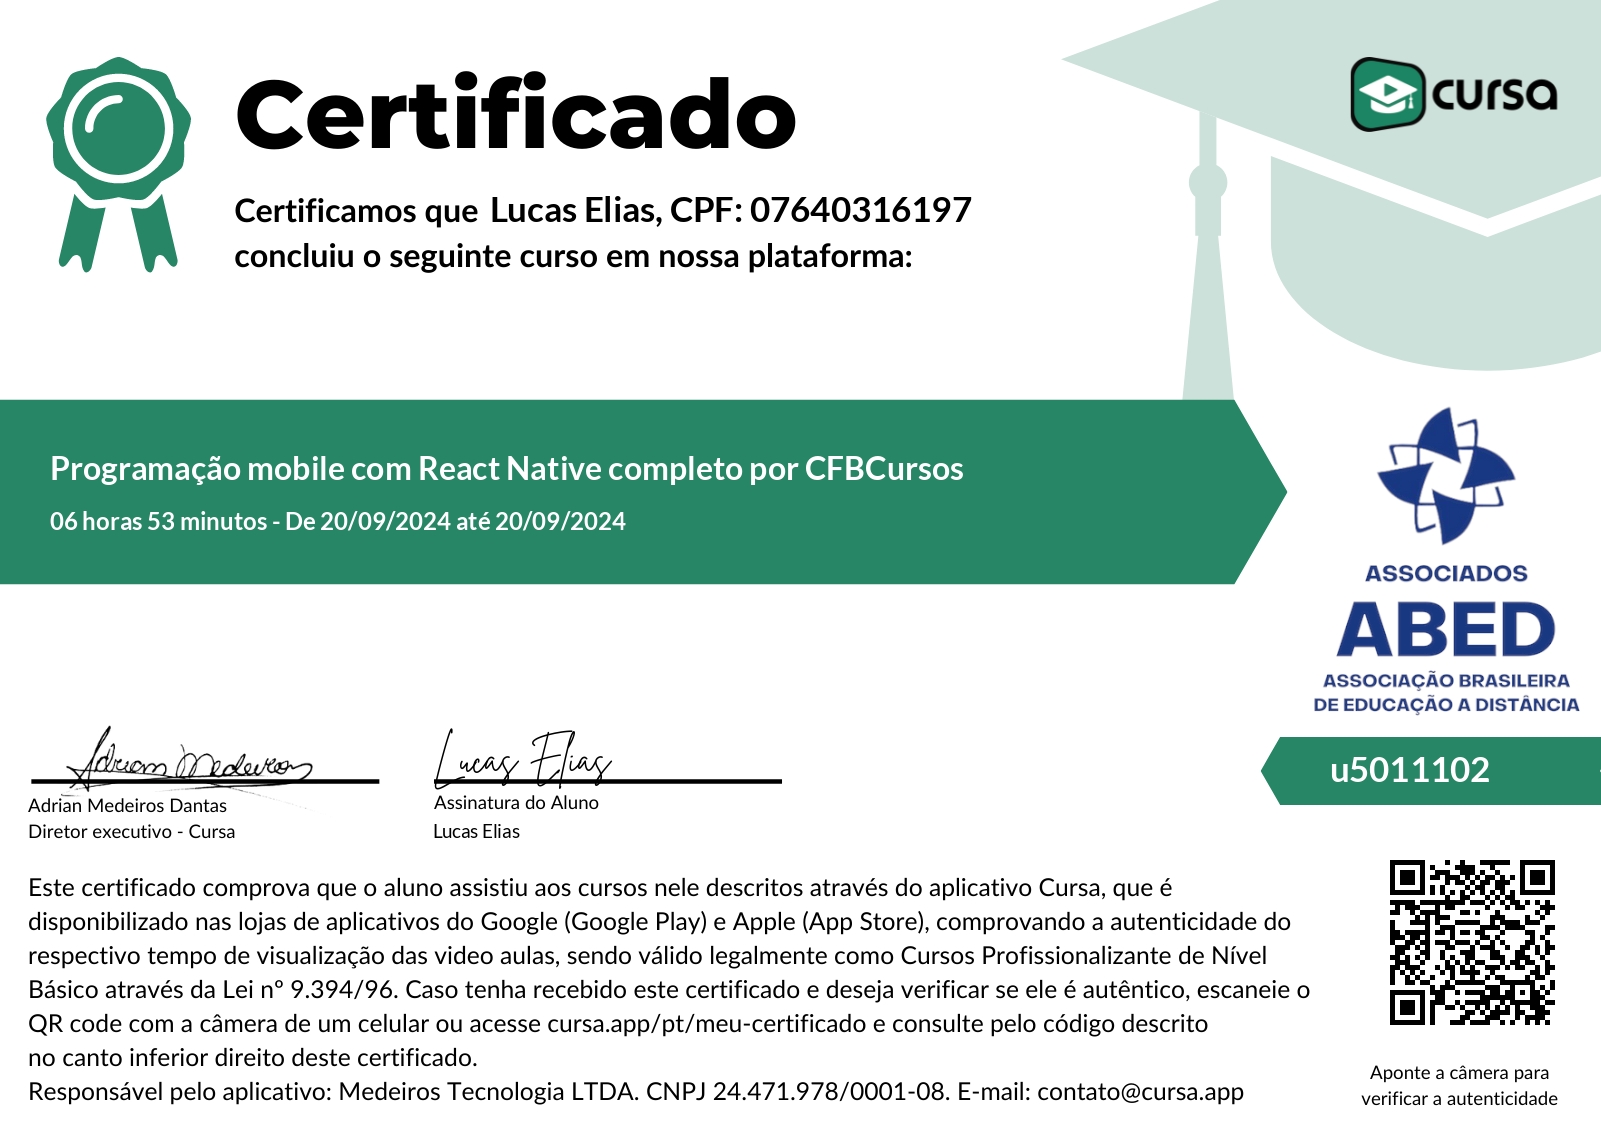 cursa
Certificado
Certificamos que Lucas Elias, CPF: 07640316197
concluiu o seguinte curso em nossa plataforma:
Programação mobile com React Native completo por CFBCursos
06 horas 53 minutos - De 20/09/2024 até 20/09/2024
ASSOCIADOS
ABED
ASSOCIAÇÃO BRASILEIRA
DE EDUCAÇÃO A DISTÂNCIA
u5011102
Adrian Medeiros
Adrian Medeiros Dantas
Diretor executivo - Cursa
Lucas Elias
Assinatura do Aluno
Lucas Elias
Este certificado comprova que o aluno assistiu aos cursos nele descritos através do aplicativo Cursa, que é
disponibilizado nas lojas de aplicativos do Google (Google Play) e Apple (App Store), comprovando a autenticidade do
respectivo tempo de visualização das video aulas, sendo válido legalmente como Cursos Profissionalizante de Nível
Básico através da Lei nº 9.394/96. Caso tenha recebido este certificado e deseja verificar se ele é autêntico, escaneie o
QR code com a câmera de um celular ou acesse cursa.app/pt/meu-certificado e consulte pelo código descrito
no canto inferior direito deste certificado.
Responsável pelo aplicativo: Medeiros Tecnologia LTDA. CNPJ 24.471.978/0001-08. E-mail: contato@cursa.app
Aponte a câmera para
verificar a autenticidade